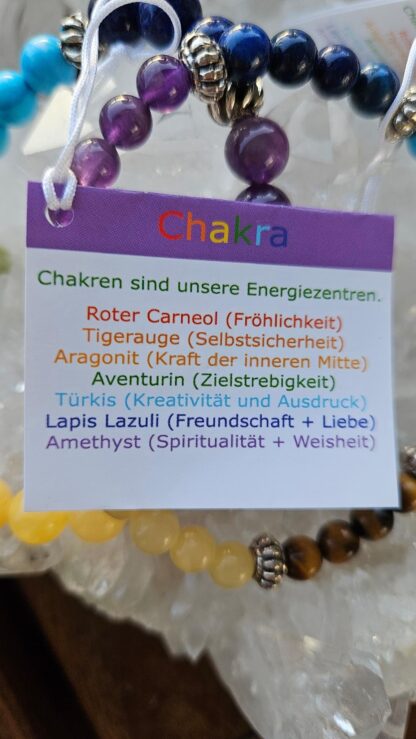 Chakra
Chakren sind unsere Energiezentren.
Roter Carneol (Fröhlichkeit)
Tigerauge (Selbstsicherheit)
Aragonit (Kraft der inneren Mitte)
Aventurin (Zielstrebigkeit)
Türkis (Kreativität und Ausdruck)
Lapis Lazuli (Freundschaft + Liebe)
Amethyst (Spiritualität + Weisheit)